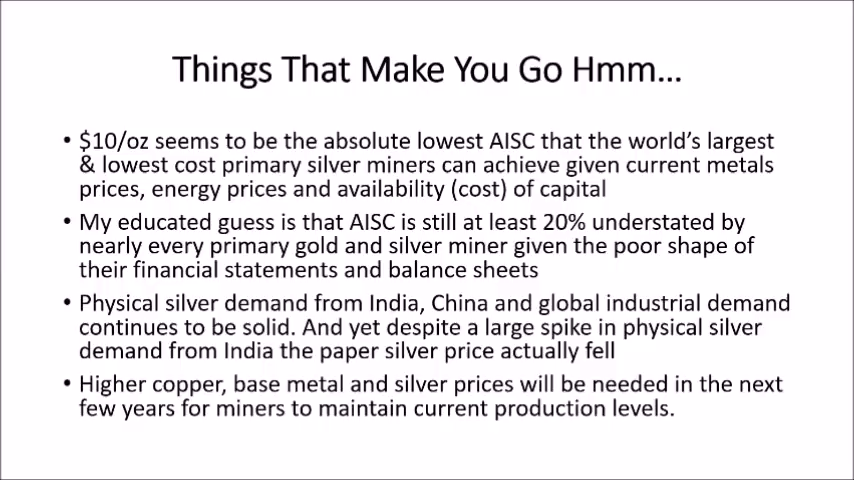 Things That Make You Go Hmm...
• $10/oz seems to be the absolute lowest AISC that the world's largest
& lowest cost primary silver miners can achieve given current metals
prices, energy prices and availability (cost) of capital
• My educated guess is that AISC is still at least 20% understated by
nearly every primary gold and silver miner given the poor shape of
their financial statements and balance sheets
• Physical silver demand from India, China and global industrial demand
continues to be solid. And yet despite a large spike in physical silver
demand from India the paper silver price actually fell
• Higher copper, base metal and silver prices will be needed in the next
few years for miners to maintain current production levels.